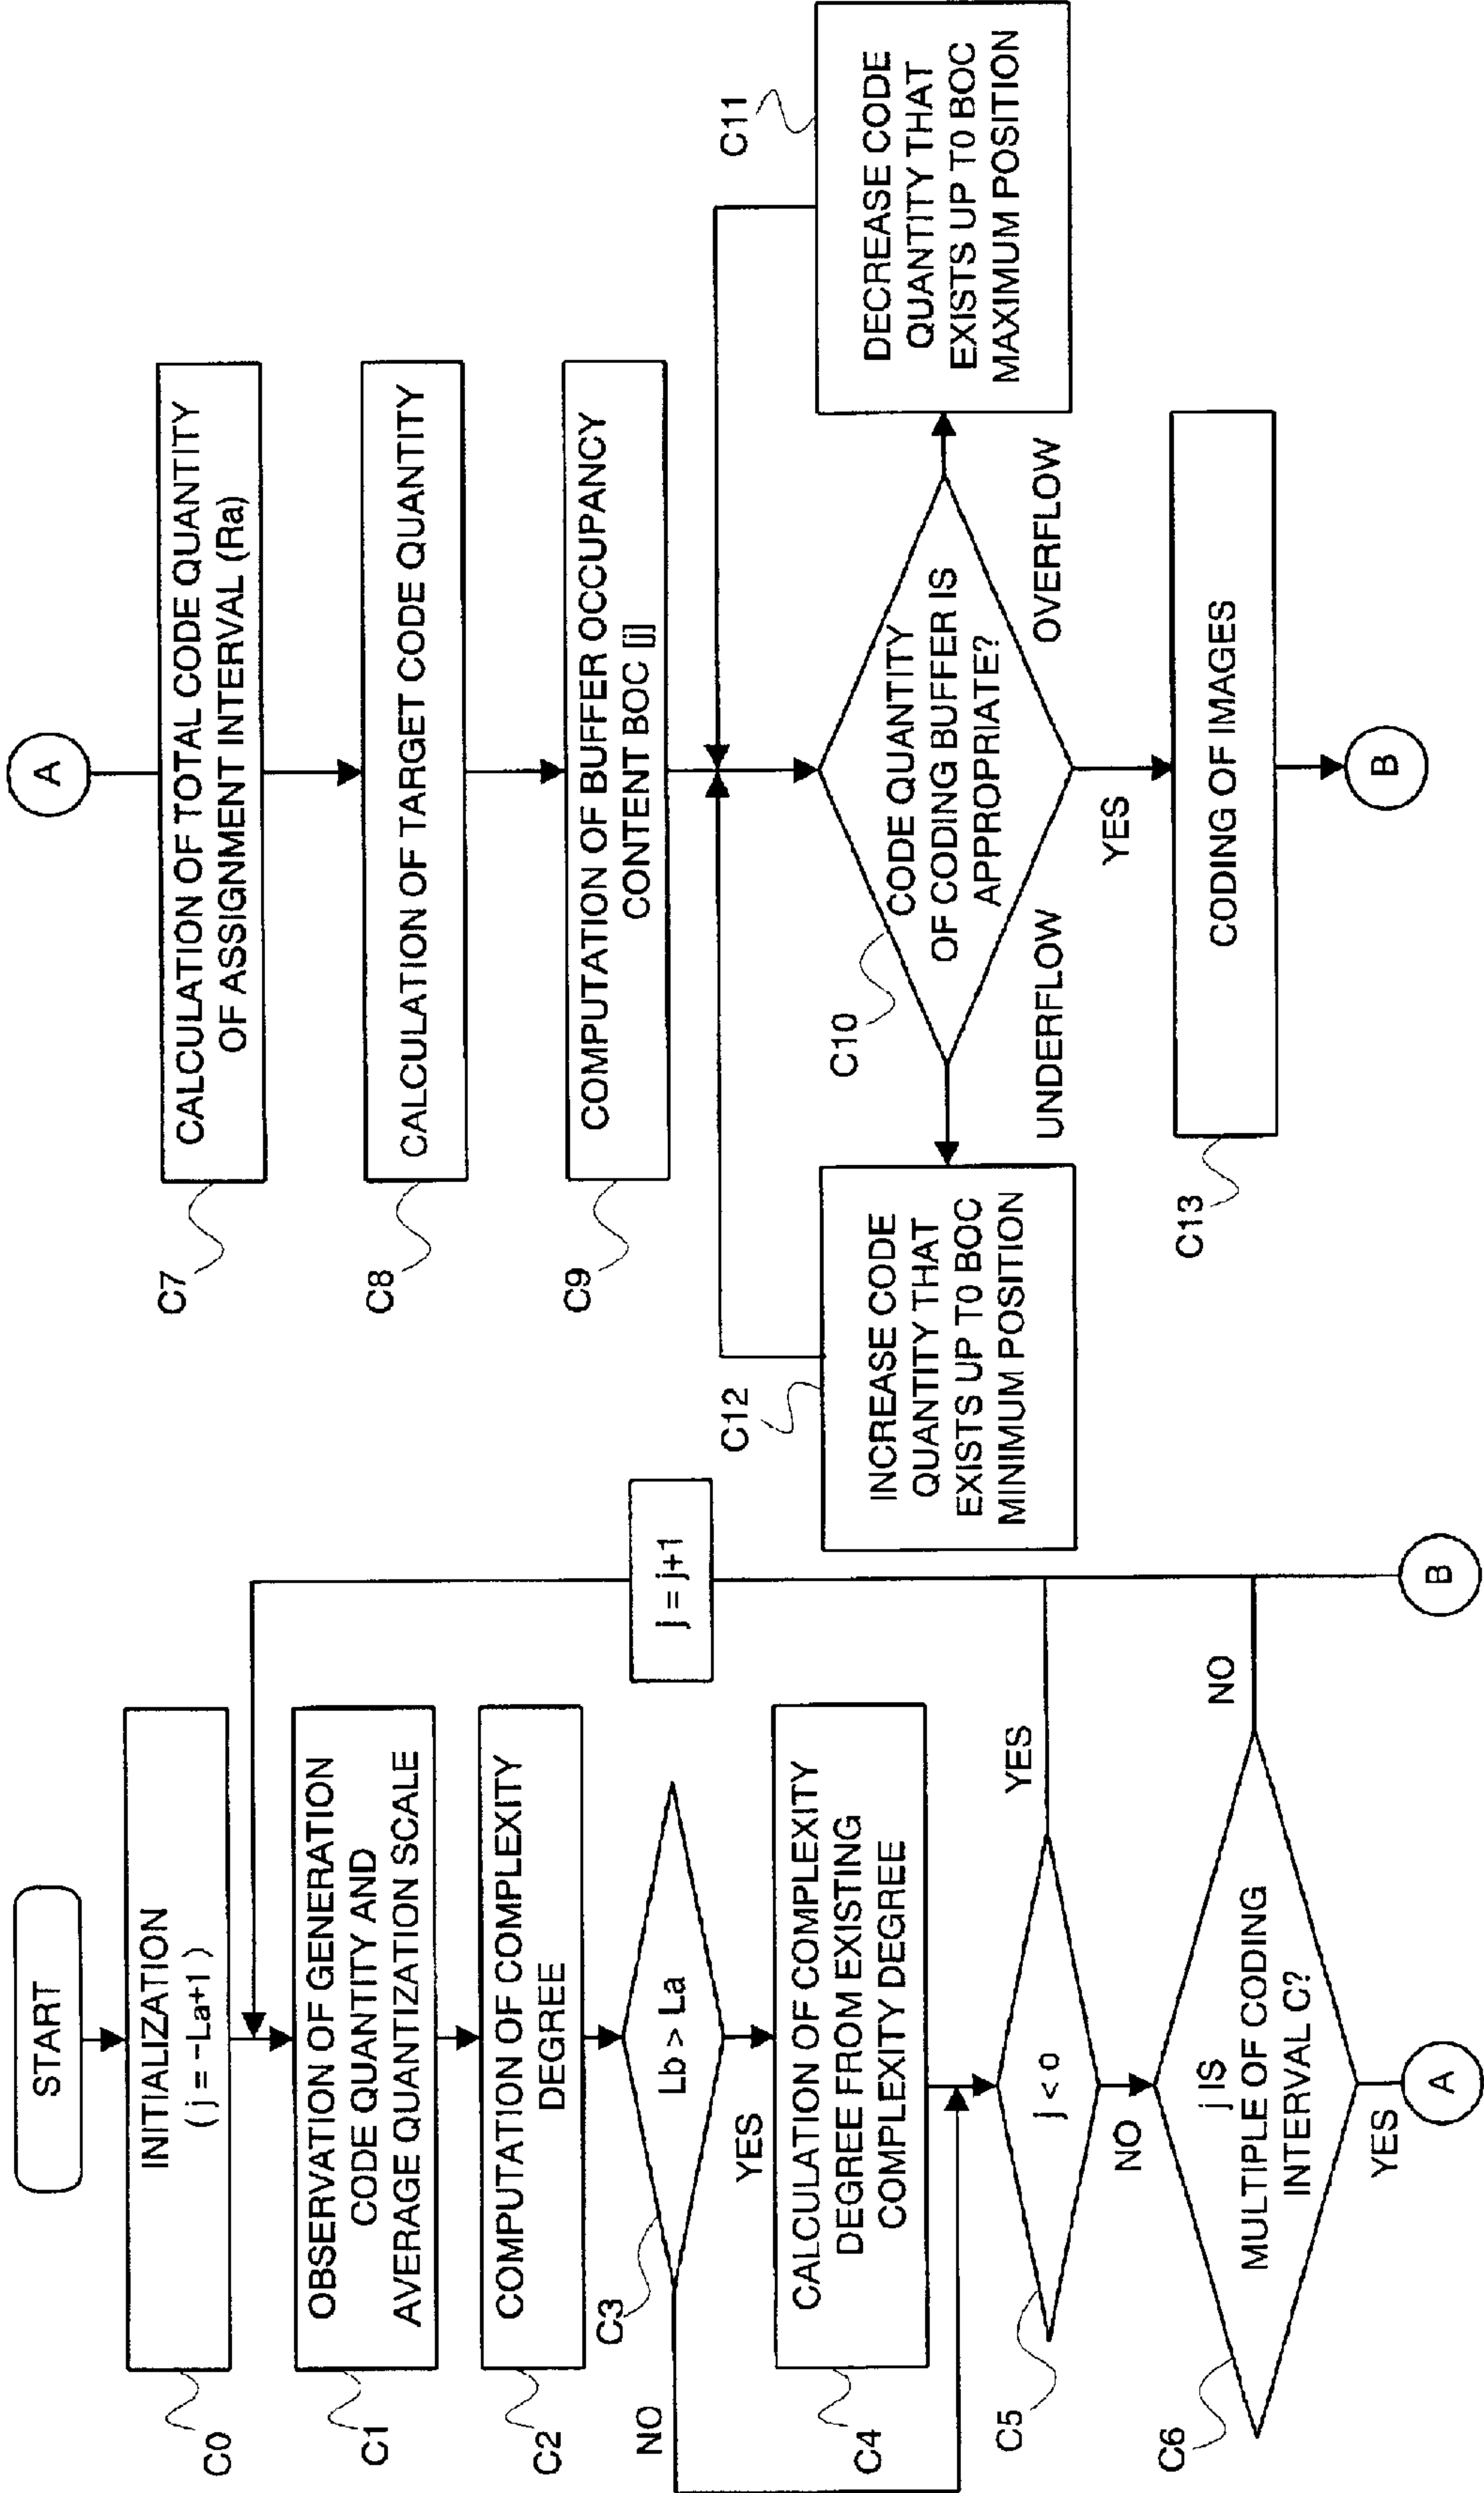 START
C0
INITIALIZATION
( j = -La+1 )
C1
OBSERVATION OF GENERATION
CODE QUANTITY AND
AVERAGE QUANTIZATION SCALE
C2
COMPUTATION OF COMPLEXITY
DEGREE
j = j+1
C3
Lb > La
NO
YES
C4
CALCULATION OF COMPLEXITY
DEGREE FROM EXISTING
COMPLEXITY DEGREE
C5
j < 0
YES
NO
C6
j IS
MULTIPLE OF CODING
INTERVAL C?
NO
YES
A
B
A
C7
CALCULATION OF TOTAL CODE QUANTITY
OF ASSIGNMENT INTERVAL (Ra)
C8
CALCULATION OF TARGET CODE QUANTITY
C9
COMPUTATION OF BUFFER OCCUPANCY
CONTENT BOC [j]
C12
INCREASE CODE
QUANTITY THAT
EXISTS UP TO BOC
MINIMUM POSITION
C10
CODE QUANTITY
OF CODING BUFFER IS
APPROPRIATE?
C11
DECREASE CODE
QUANTITY THAT
EXISTS UP TO BOC
MAXIMUM POSITION
UNDERFLOW
OVERFLOW
YES
C13
CODING OF IMAGES
B